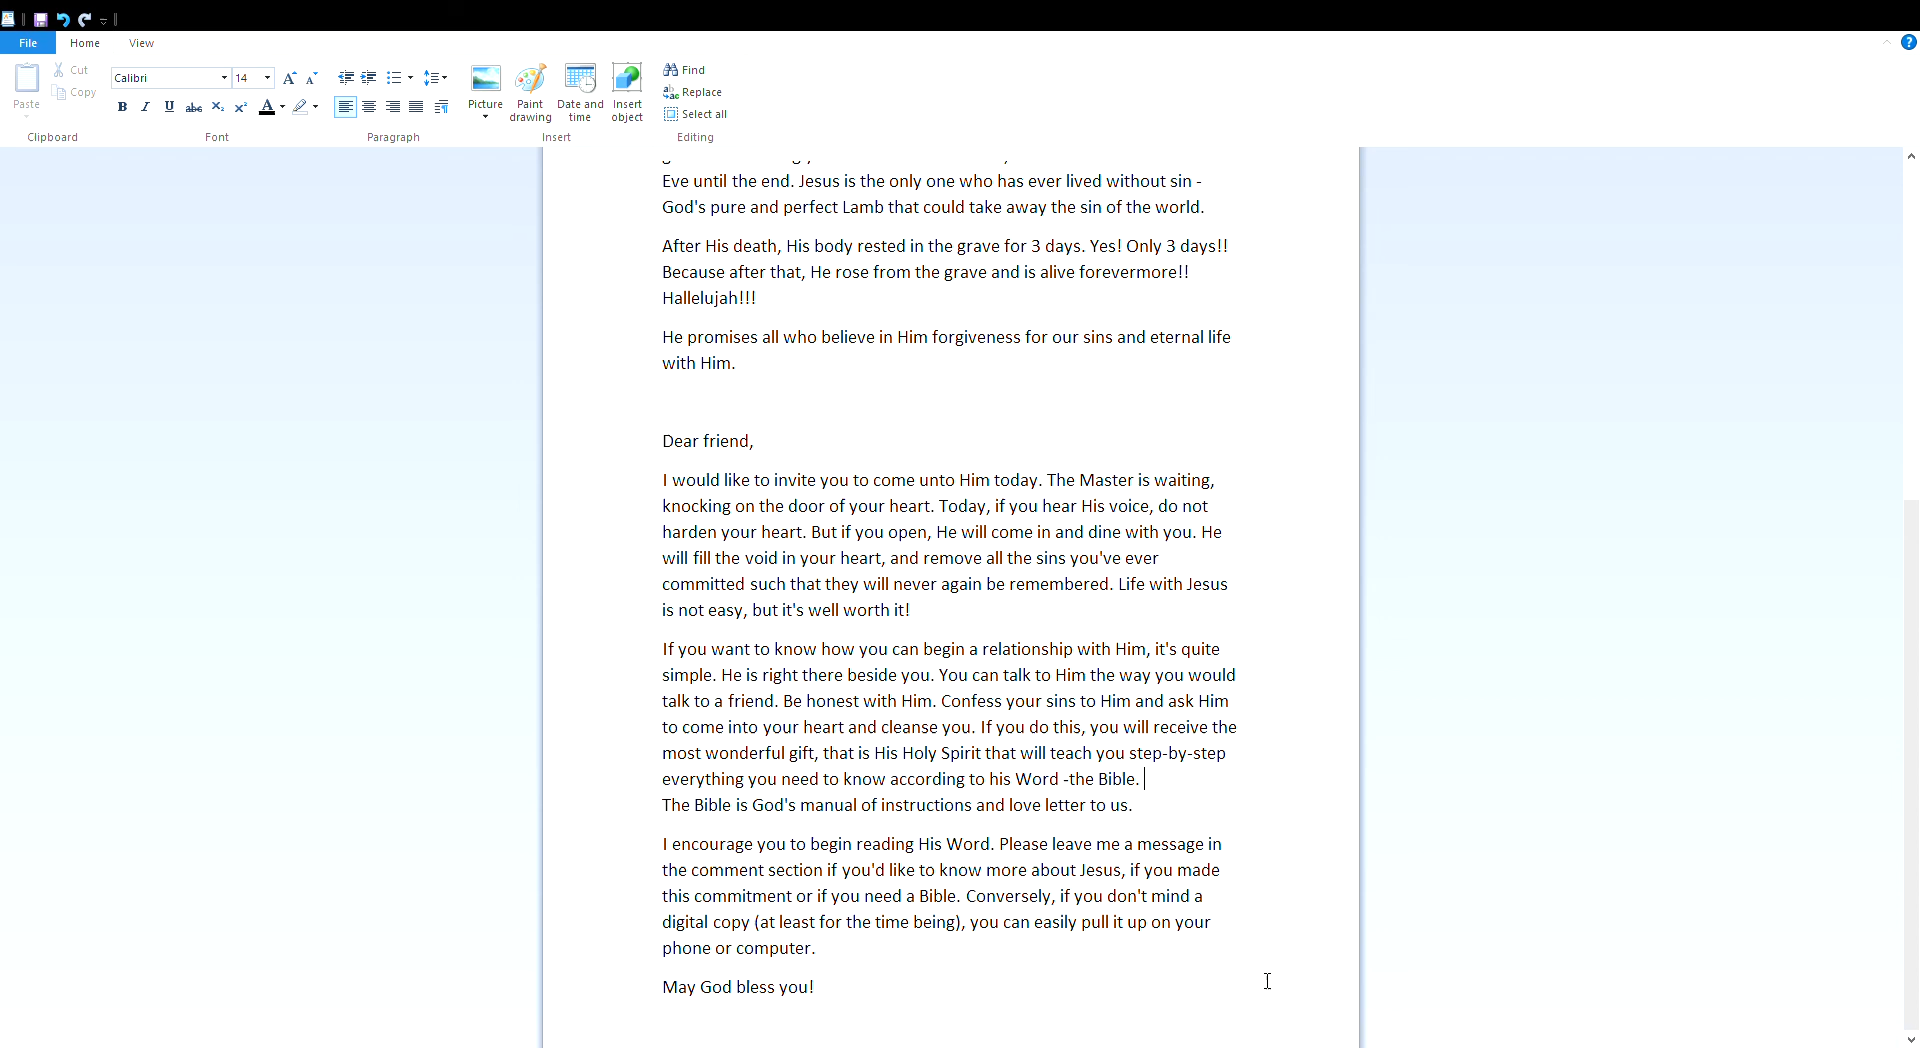 File Home View
Cut
Copy
Paste
Calibri 14
Picture
Paint drawing
Date and time
Insert object
Find
Replace
Select all
Clipboard Font Paragraph Insert Editing
Eve until the end. Jesus is the only one who has ever lived without sin -
God's pure and perfect Lamb that could take away the sin of the world.
After His death, His body rested in the grave for 3 days. Yes! Only 3 days!!
Because after that, He rose from the grave and is alive forevermore!!
Hallelujah!!!
He promises all who believe in Him forgiveness for our sins and eternal life
with Him.
Dear friend,
I would like to invite you to come unto Him today. The Master is waiting,
knocking on the door of your heart. Today, if you hear His voice, do not
harden your heart. But if you open, He will come in and dine with you. He
will fill the void in your heart, and remove all the sins you've ever
committed such that they will never again be remembered. Life with Jesus
is not easy, but it's well worth it!
If you want to know how you can begin a relationship with Him, it's quite
simple. He is right there beside you. You can talk to Him the way you would
talk to a friend. Be honest with Him. Confess your sins to Him and ask Him
to come into your heart and cleanse you. If you do this, you will receive the
most wonderful gift, that is His Holy Spirit that will teach you step-by-step
everything you need to know according to his Word -the Bible.
The Bible is God's manual of instructions and love letter to us.
I encourage you to begin reading His Word. Please leave me a message in
the comment section if you'd like to know more about Jesus, if you made
this commitment or if you need a Bible. Conversely, if you don't mind a
digital copy (at least for the time being), you can easily pull it up on your
phone or computer.
May God bless you!